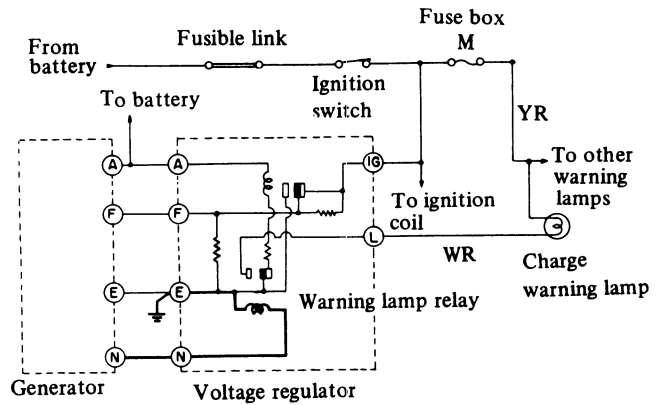 Fuse box
M
Fusible link
From
battery
Ignition
switch
To battery
YR
A
A
IG
To other
warning
lamps
To ignition
coil
F
F
L
WR
Charge
warning lamp
E
E
Warning lamp relay
N
N
Generator
Voltage regulator